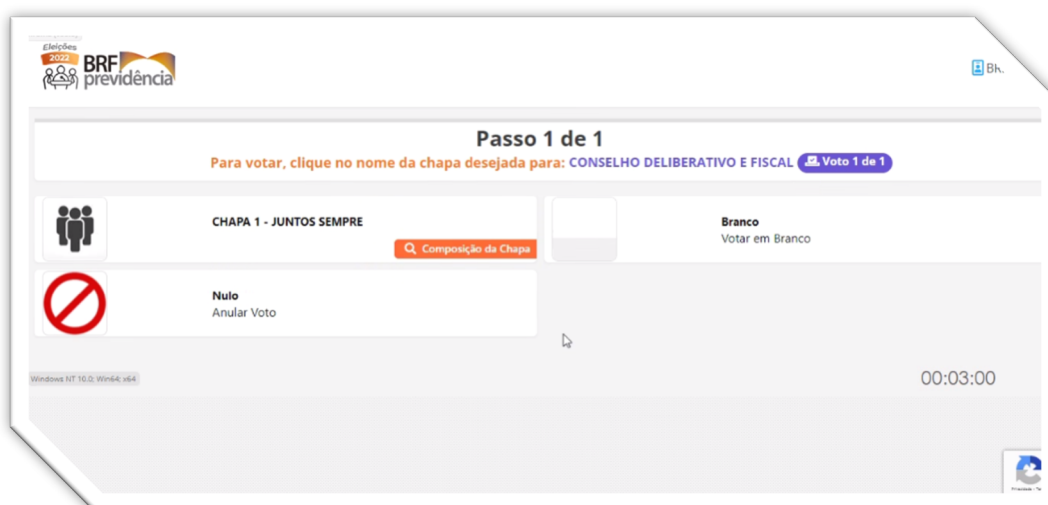 Eleições
2022
BRF
previdência
Passo 1 de 1
Para votar, clique no nome da chapa desejada para: CONSELHO DELIBERATIVO E FISCAL Voto 1 de 1
CHAPA 1 - JUNTOS SEMPRE
Composição da Chapa
Branco
Votar em Branco
Nulo
Anular Voto
Windows NT 10.0; Win64; x64
00:03:00